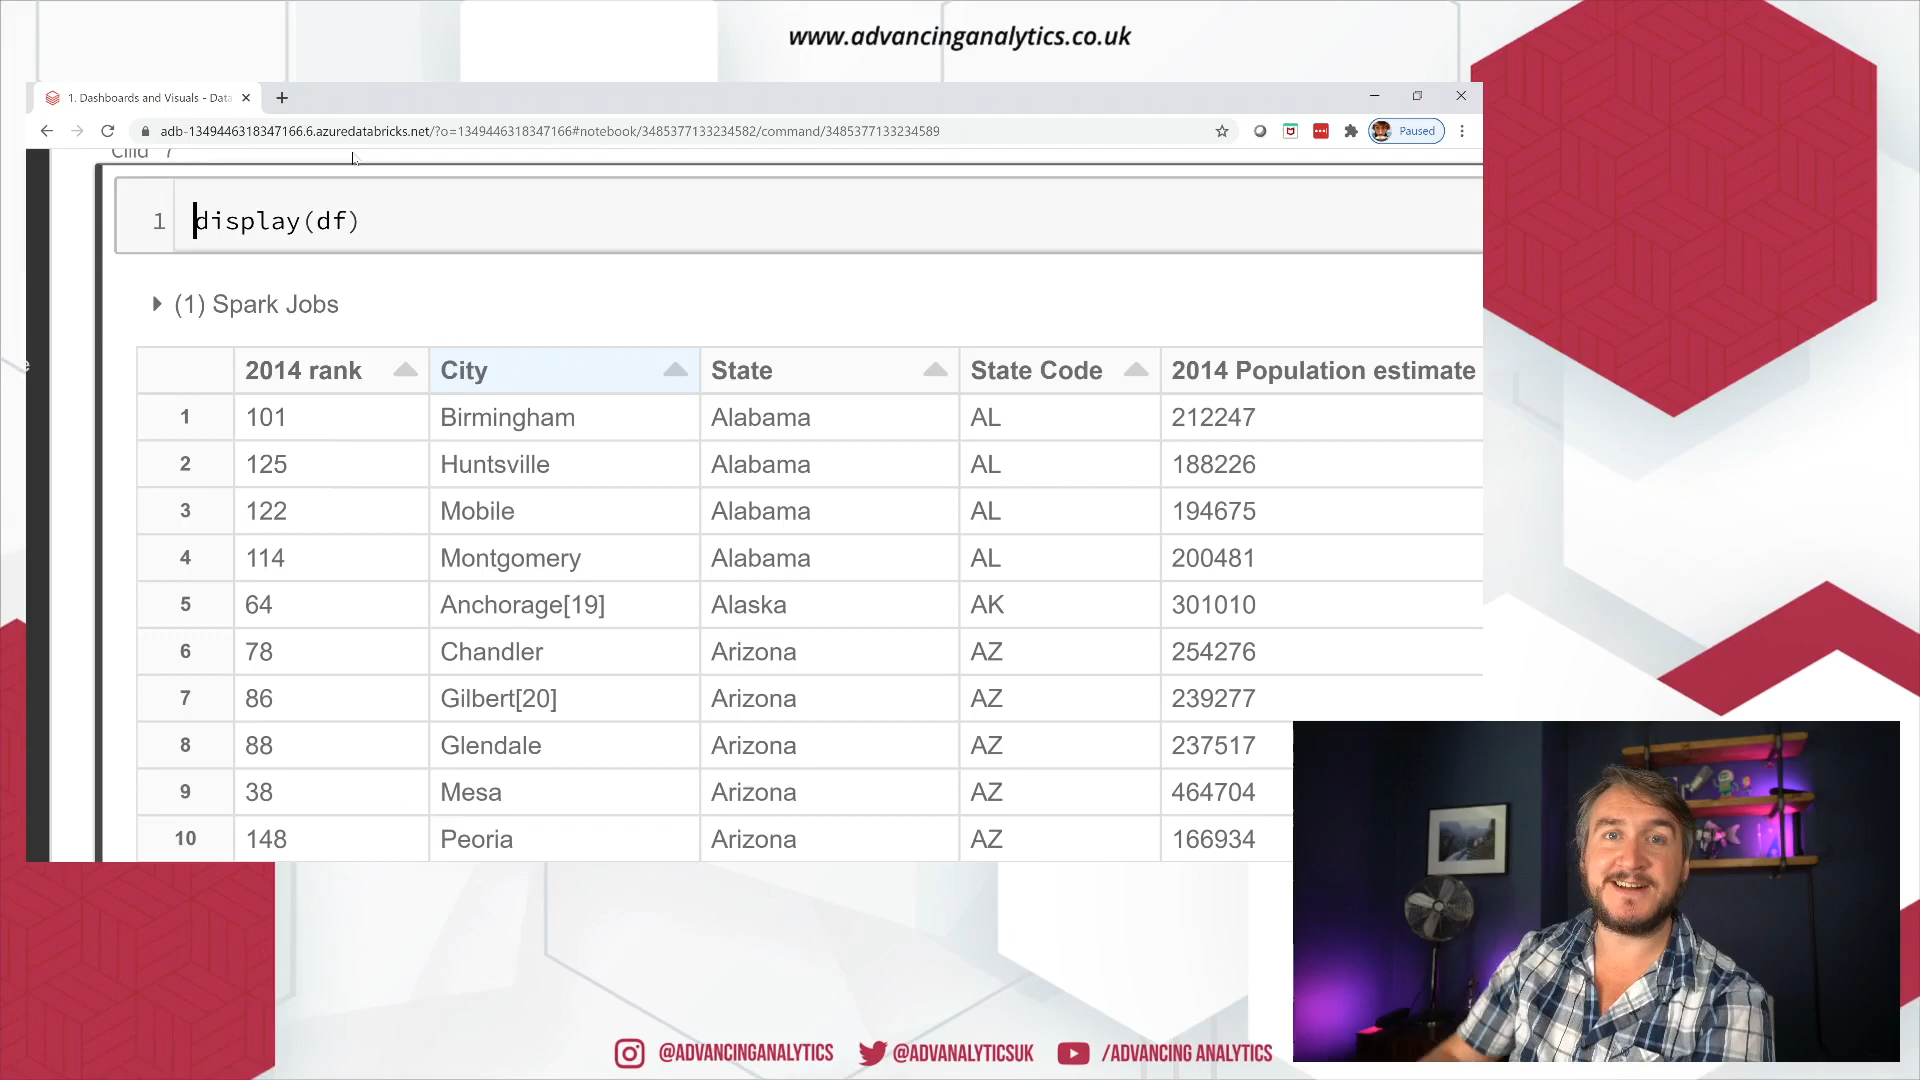 www.advancinganalytics.co.uk
1. Dashboards and Visuals - Data
adb-1349446318347166.6.azuredatabricks.net/?o=1349446318347166#notebook/3485377133234582/command/3485377133234589
Paused
Cmd 7
1 display(df)
(1) Spark Jobs
2014 rank City State State Code 2014 Population estimate
1 101 Birmingham Alabama AL 212247
2 125 Huntsville Alabama AL 188226
3 122 Mobile Alabama AL 194675
4 114 Montgomery Alabama AL 200481
5 64 Anchorage[19] Alaska AK 301010
6 78 Chandler Arizona AZ 254276
7 86 Gilbert[20] Arizona AZ 239277
8 88 Glendale Arizona AZ 237517
9 38 Mesa Arizona AZ 464704
10 148 Peoria Arizona AZ 166934
@ADVANCINGANALYTICS @ADVANALYTICSUK /ADVANCING ANALYTICS